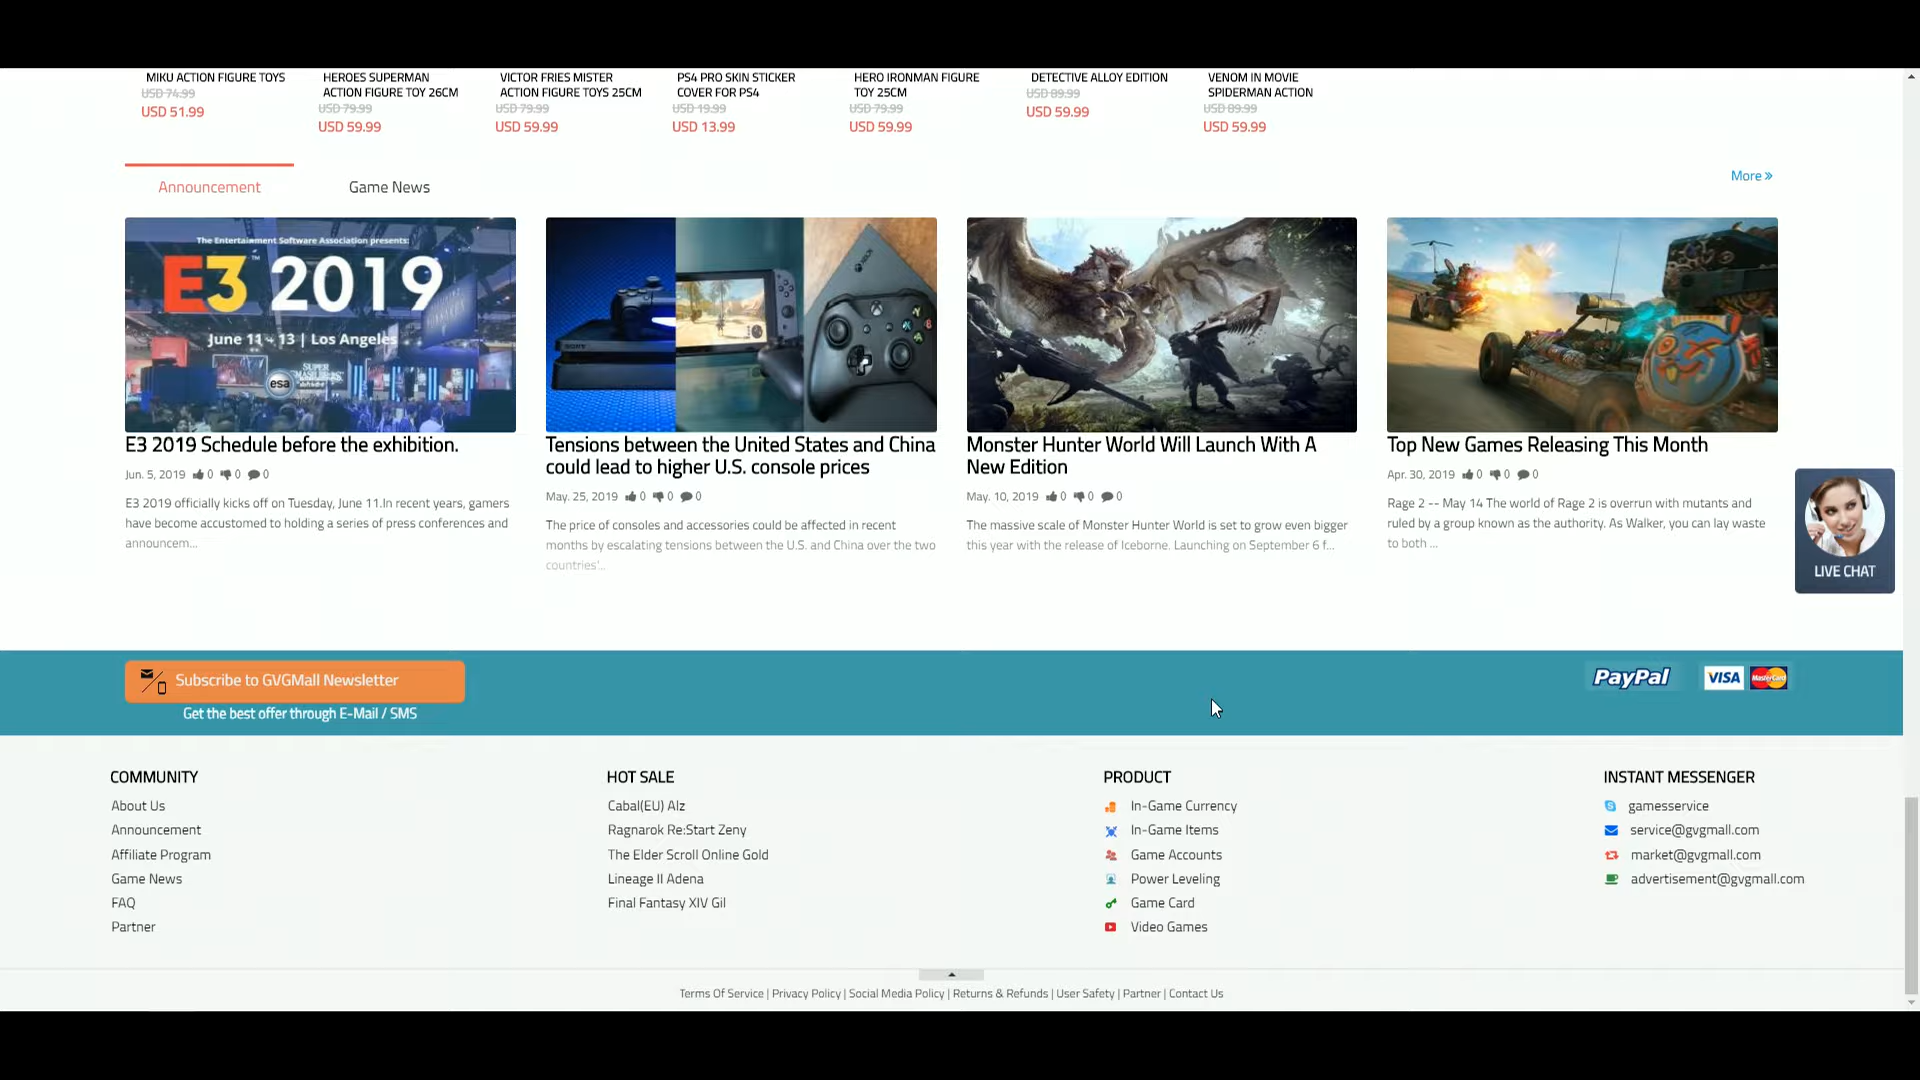 MIKU ACTION FIGURE TOYS
USD 74.99
USD 51.99
HEROES SUPERMAN
ACTION FIGURE TOY 26CM
USD 79.99
USD 59.99
VICTOR FRIES MISTER
ACTION FIGURE TOYS 25CM
USD 79.99
USD 59.99
PS4 PRO SKIN STICKER
COVER FOR PS4
USD 19.99
USD 13.99
HERO IRONMAN FIGURE
TOY 25CM
USD 79.99
USD 59.99
DETECTIVE ALLOY EDITION
USD 89.99
USD 59.99
VENOM IN MOVIE
SPIDERMAN ACTION
USD 89.99
USD 59.99
Announcement
Game News
More »
The Entertainment Software Association presents:
E3 2019
June 11 - 13 | Los Angeles
SUPER
SMASH BROS
esa
E3 2019 Schedule before the exhibition.
Jun. 5, 2019 0 0 0
E3 2019 officially kicks off on Tuesday, June 11.In recent years, gamers
have become accustomed to holding a series of press conferences and
announcem...
SONY
XBOX
Tensions between the United States and China
could lead to higher U.S. console prices
May. 25, 2019 0 0 0
The price of consoles and accessories could be affected in recent
months by escalating tensions between the U.S. and China over the two
countries'...
Monster Hunter World Will Launch With A
New Edition
May. 10, 2019 0 0 0
The massive scale of Monster Hunter World is set to grow even bigger
this year with the release of Iceborne. Launching on September 6 f...
Top New Games Releasing This Month
Apr. 30, 2019 0 0 0
Rage 2 -- May 14 The world of Rage 2 is overrun with mutants and
ruled by a group known as the authority. As Walker, you can lay waste
to both ...
LIVE CHAT
Subscribe to GVGMall Newsletter
Get the best offer through E-Mail / SMS
PayPal
VISA
MasterCard
COMMUNITY
About Us
Announcement
Affiliate Program
Game News
FAQ
Partner
HOT SALE
Cabal(EU) Alz
Ragnarok Re:Start Zeny
The Elder Scroll Online Gold
Lineage II Adena
Final Fantasy XIV Gil
PRODUCT
In-Game Currency
In-Game Items
Game Accounts
Power Leveling
Game Card
Video Games
INSTANT MESSENGER
gamesservice
service@gvgmall.com
market@gvgmall.com
advertisement@gvgmall.com
Terms Of Service | Privacy Policy | Social Media Policy | Returns & Refunds | User Safety | Partner | Contact Us